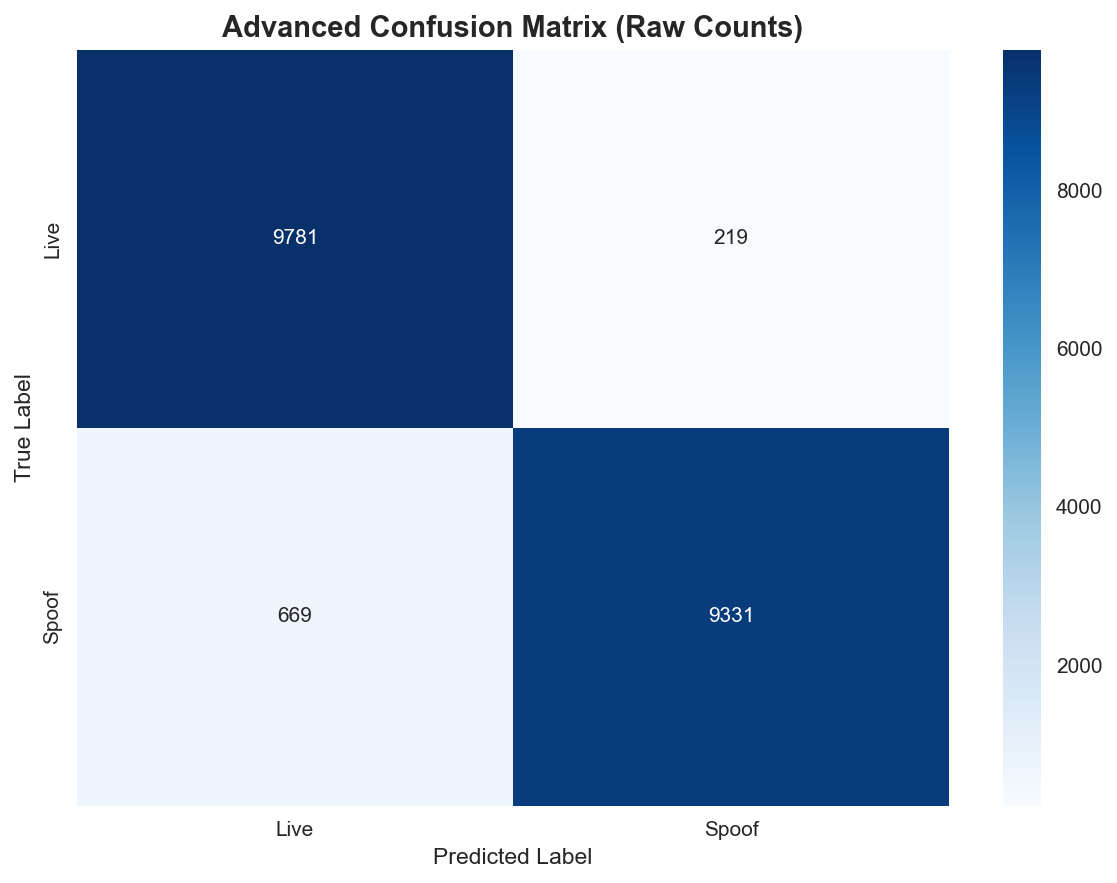 Advanced Confusion Matrix (Raw Counts)
True Label
Live
9781
219
Spoof
669
9331
Live
Spoof
Predicted Label
8000
6000
4000
2000